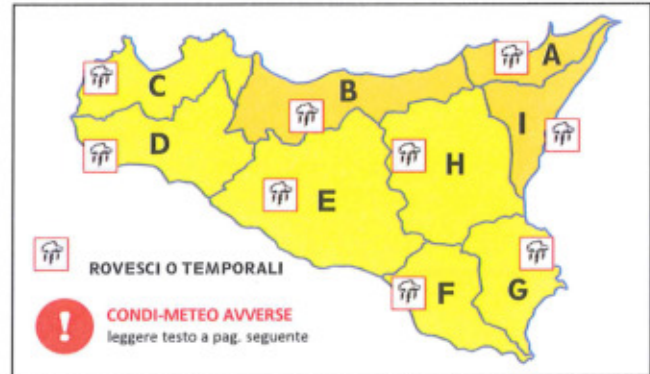 A
C
B
I
D
H
E
F
G
ROVESCI O TEMPORALI
!
CONDI-METEO AVVERSE
leggere testo a pag. seguente